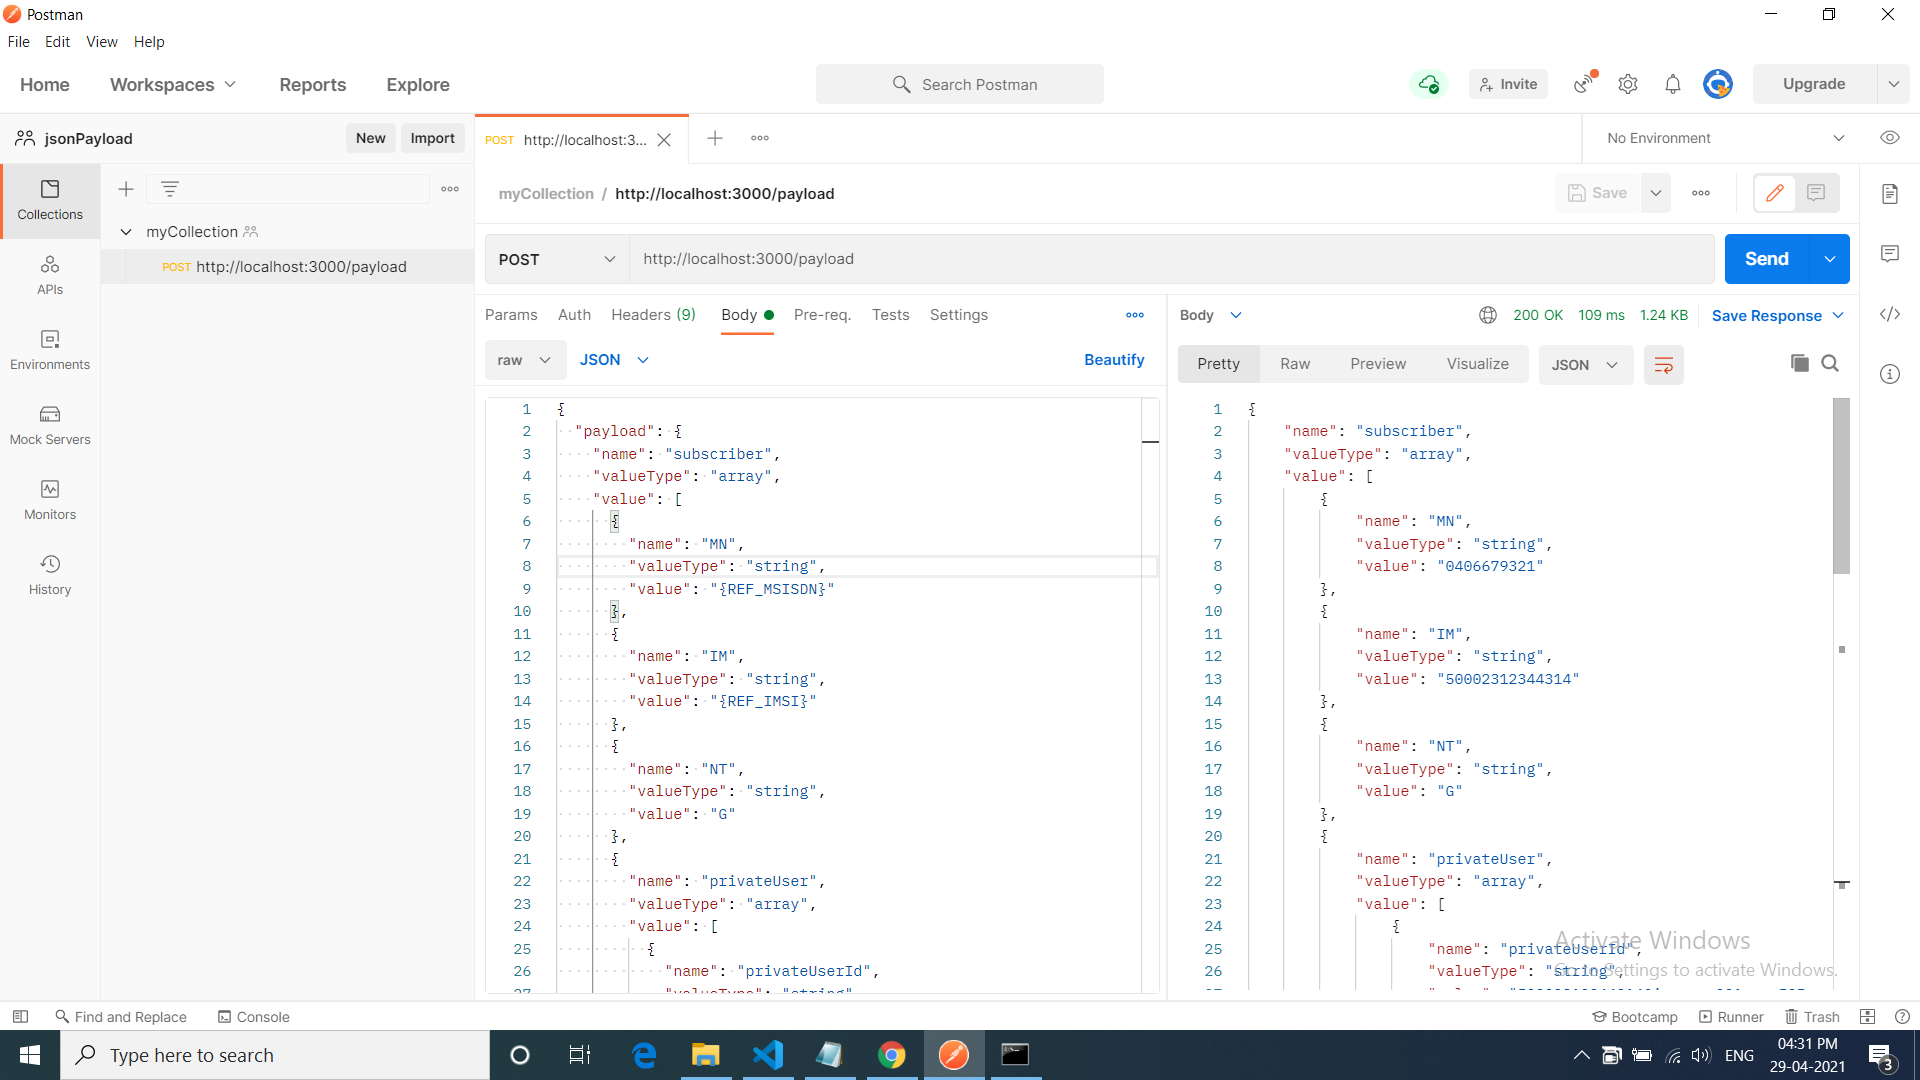 Postman
File Edit View Help
Home Workspaces Reports Explore
Search Postman
Invite
Upgrade
jsonPayload
New Import
POST http://localhost:3...
No Environment
Collections
APIs
Environments
Mock Servers
Monitors
History
myCollection
POST http://localhost:3000/payload
myCollection / http://localhost:3000/payload
Save
POST http://localhost:3000/payload
Send
Params Auth Headers (9) Body Pre-req. Tests Settings
raw JSON Beautify
1 {
2 "payload": {
3 "name": "subscriber",
4 "valueType": "array",
5 "value": [
6 {
7 "name": "MN",
8 "valueType": "string",
9 "value": "{REF_MSISDN}"
10 },
11 {
12 "name": "IM",
13 "valueType": "string",
14 "value": "{REF_IMSI}"
15 },
16 {
17 "name": "NT",
18 "valueType": "string",
19 "value": "G"
20 },
21 {
22 "name": "privateUser",
23 "valueType": "array",
24 "value": [
25 {
26 "name": "privateUserId",
27 "valueType": "string"
Body 200 OK 109 ms 1.24 KB Save Response
Pretty Raw Preview Visualize JSON
1 {
2 "name": "subscriber",
3 "valueType": "array",
4 "value": [
5 {
6 "name": "MN",
7 "valueType": "string",
8 "value": "0406679321"
9 },
10 {
11 "name": "IM",
12 "valueType": "string",
13 "value": "50002312344314"
14 },
15 {
16 "name": "NT",
17 "valueType": "string",
18 "value": "G"
19 },
20 {
21 "name": "privateUser",
22 "valueType": "array",
23 "value": [
24 {
25 "name": "privateUserId",
26 "valueType": "string",
Activate Windows
Go to Settings to activate Windows.
Find and Replace Console
Bootcamp Runner Trash
Type here to search
ENG
04:31 PM
29-04-2021
3